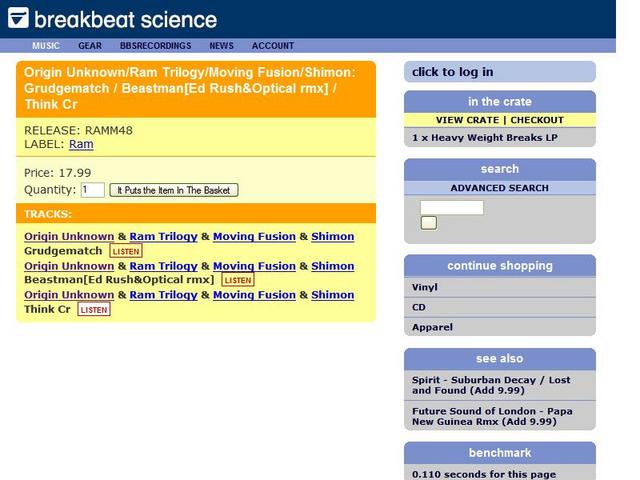 breakbeat science
MUSIC GEAR BBSRECORDINGS NEWS ACCOUNT
Origin Unknown/Ram Trilogy/Moving Fusion/Shimon:
Grudgematch / Beastman[Ed Rush&Optical rmx] /
Think Cr
RELEASE: RAMM48
LABEL: Ram
Price: 17.99
Quantity: 1 It Puts the Item In The Basket
TRACKS:
Origin Unknown & Ram Trilogy & Moving Fusion & Shimon
Grudgematch LISTEN
Origin Unknown & Ram Trilogy & Moving Fusion & Shimon
Beastman[Ed Rush&Optical rmx] LISTEN
Origin Unknown & Ram Trilogy & Moving Fusion & Shimon
Think Cr LISTEN
click to log in
in the crate
VIEW CRATE | CHECKOUT
1 x Heavy Weight Breaks LP
search
ADVANCED SEARCH
continue shopping
Vinyl
CD
Apparel
see also
Spirit - Suburban Decay / Lost
and Found (Add 9.99)
Future Sound of London - Papa
New Guinea Rmx (Add 9.99)
benchmark
0.110 seconds for this page